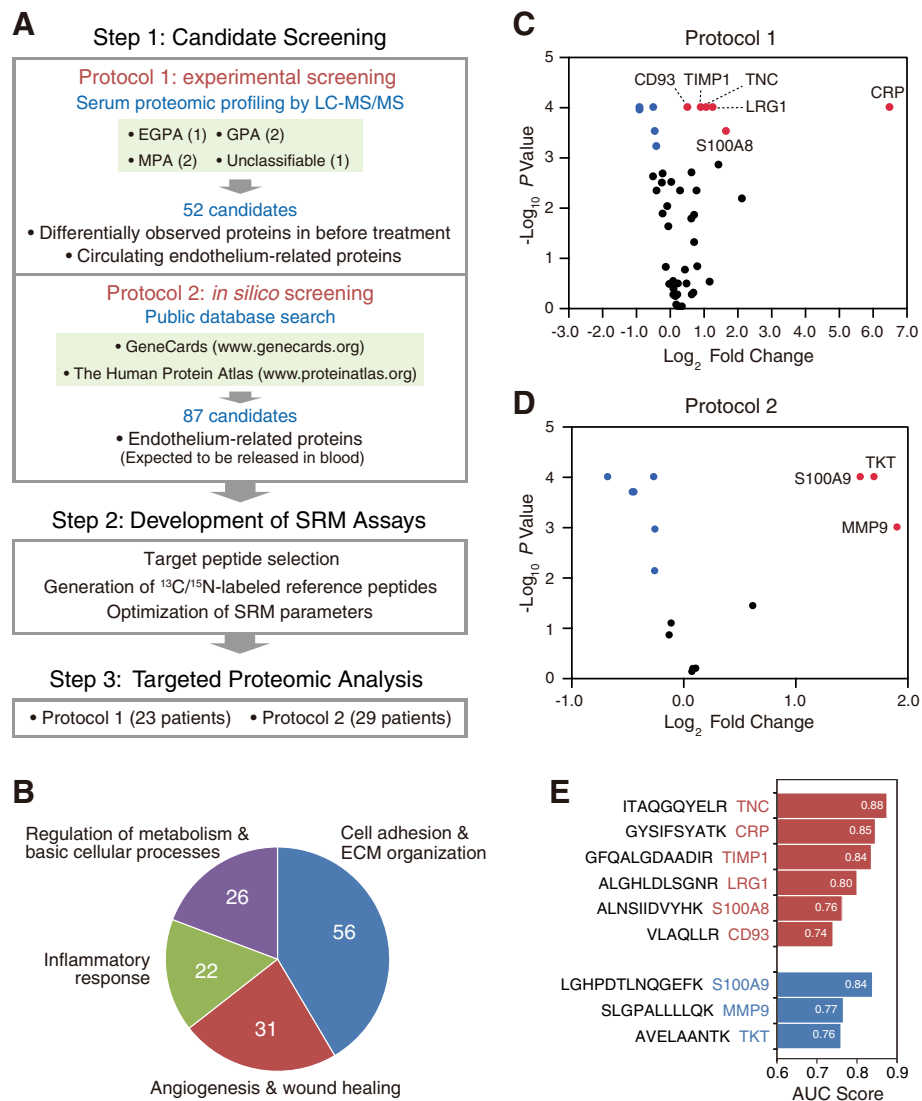 A
Step 1: Candidate Screening
Protocol 1: experimental screening
Serum proteomic profiling by LC-MS/MS
• EGPA (1) • GPA (2)
• MPA (2) • Unclassifiable (1)
52 candidates
• Differentially observed proteins in before treatment
• Circulating endothelium-related proteins
Protocol 2: in silico screening
Public database search
• GeneCards (www.genecards.org)
• The Human Protein Atlas (www.proteinatlas.org)
87 candidates
• Endothelium-related proteins
(Expected to be released in blood)
Step 2: Development of SRM Assays
Target peptide selection
Generation of ¹³C/¹⁵N-labeled reference peptides
Optimization of SRM parameters
Step 3: Targeted Proteomic Analysis
• Protocol 1 (23 patients) • Protocol 2 (29 patients)
B
Regulation of metabolism &
basic cellular processes
Cell adhesion &
ECM organization
26
56
Inflammatory
response
22
31
Angiogenesis & wound healing
C
Protocol 1
5
4
3
2
1
0
-Log₁₀ P Value
CD93 TIMP1 TNC
LRG1
CRP
S100A8
-3.0 -2.0 -1.0 0.0 1.0 2.0 3.0 4.0 5.0 6.0 7.0
Log₂ Fold Change
D
Protocol 2
5
4
3
2
1
0
-Log₁₀ P Value
TKT
S100A9
MMP9
-1.0 0.0 1.0 2.0
Log₂ Fold Change
E
ITAQGQYELR TNC 0.88
GYSIFSYATK CRP 0.85
GFQALGDAADIR TIMP1 0.84
ALGHLDLSGNR LRG1 0.80
ALNSIIDVYHK S100A8 0.76
VLAQLLR CD93 0.74
LGHPDTLNQGEFK S100A9 0.84
SLGPALLLLQK MMP9 0.77
AVELAANTK TKT 0.76
0.6 0.7 0.8 0.9
AUC Score